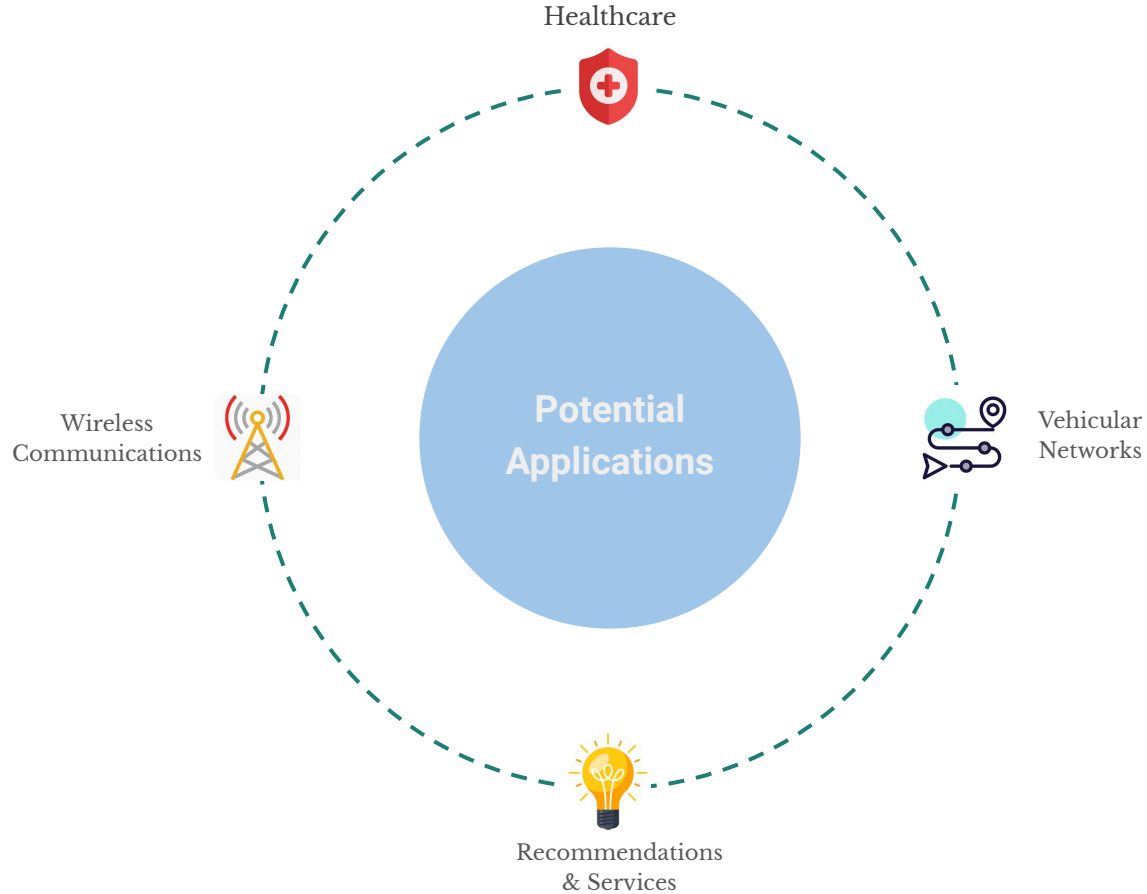 Healthcare
Wireless
Communications
Potential
Applications
Vehicular
Networks
Recommendations
& Services